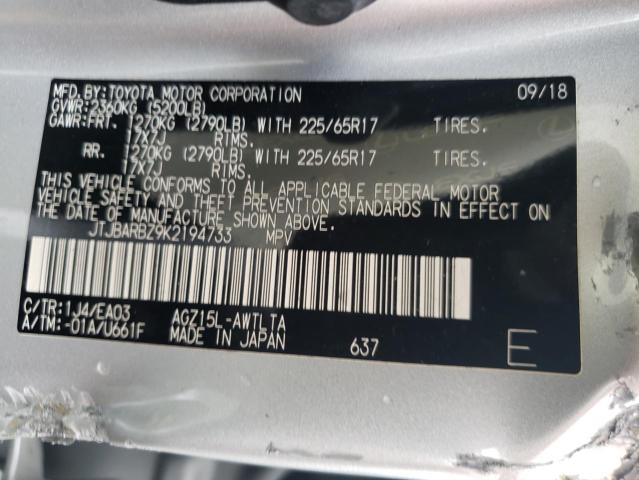 MFD. BY: TOYOTA MOTOR CORPORATION 09/18
GVWR: 2360KG (5200LB)
GAWR: FRT. 1270KG (2790LB) WITH 225/65R17 TIRES.
17X7J RIMS.
RR. 1270KG (2790LB) WITH 225/65R17 TIRES.
17X7J RIMS.
THIS VEHICLE CONFORMS TO ALL APPLICABLE FEDERAL MOTOR
VEHICLE SAFETY AND THEFT PREVENTION STANDARDS IN EFFECT ON
THE DATE OF MANUFACTURE SHOWN ABOVE.
JTJBARBZ9K2194733 MPV
C/TR: 1J4/EA03 AGZ15L-AWTLTA
A/TM: -01A/U661F MADE IN JAPAN 637 E